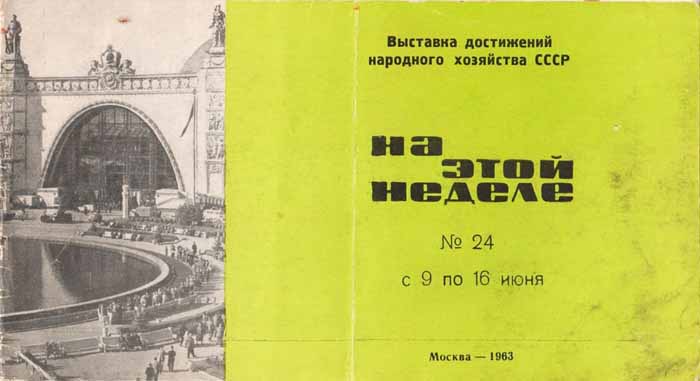 Выставка достижений
народного хозяйства СССР
на
этой
неделе
№ 24
с 9 по 16 июня
Москва — 1963